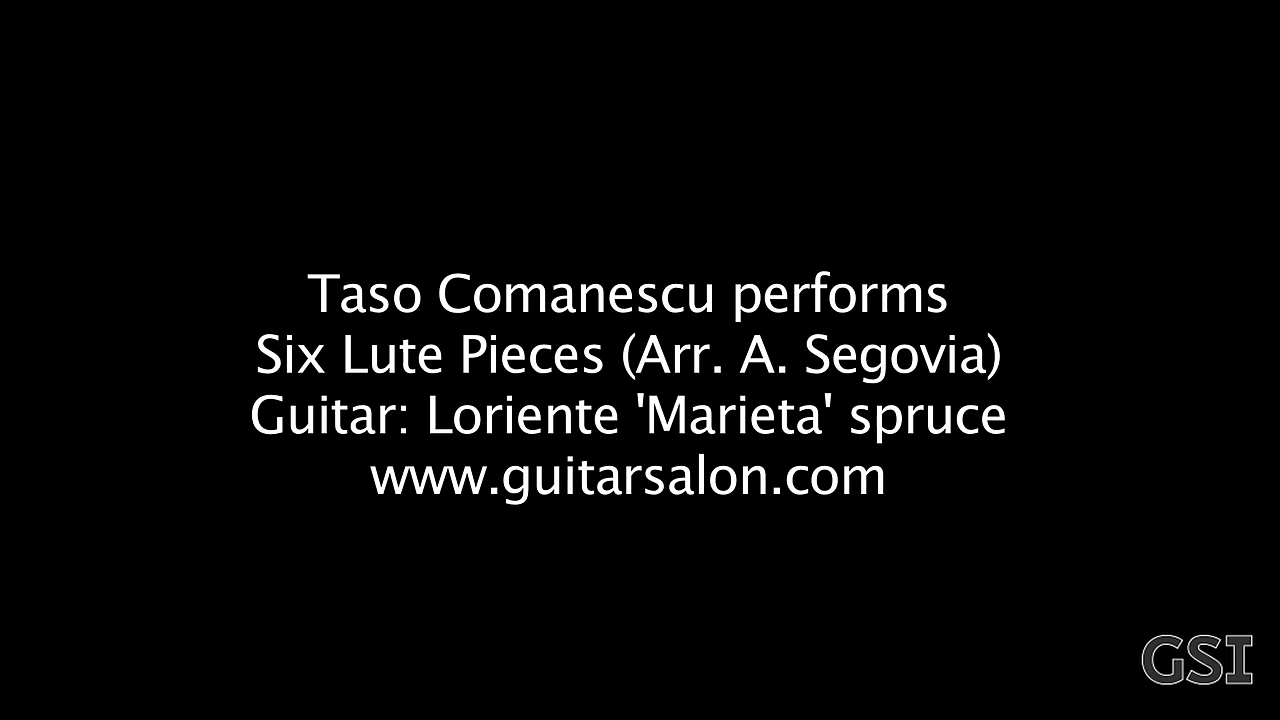 Taso Comanescu performs
Six Lute Pieces (Arr. A. Segovia)
Guitar: Loriente 'Marieta' spruce
www.guitarsalon.com
GSI